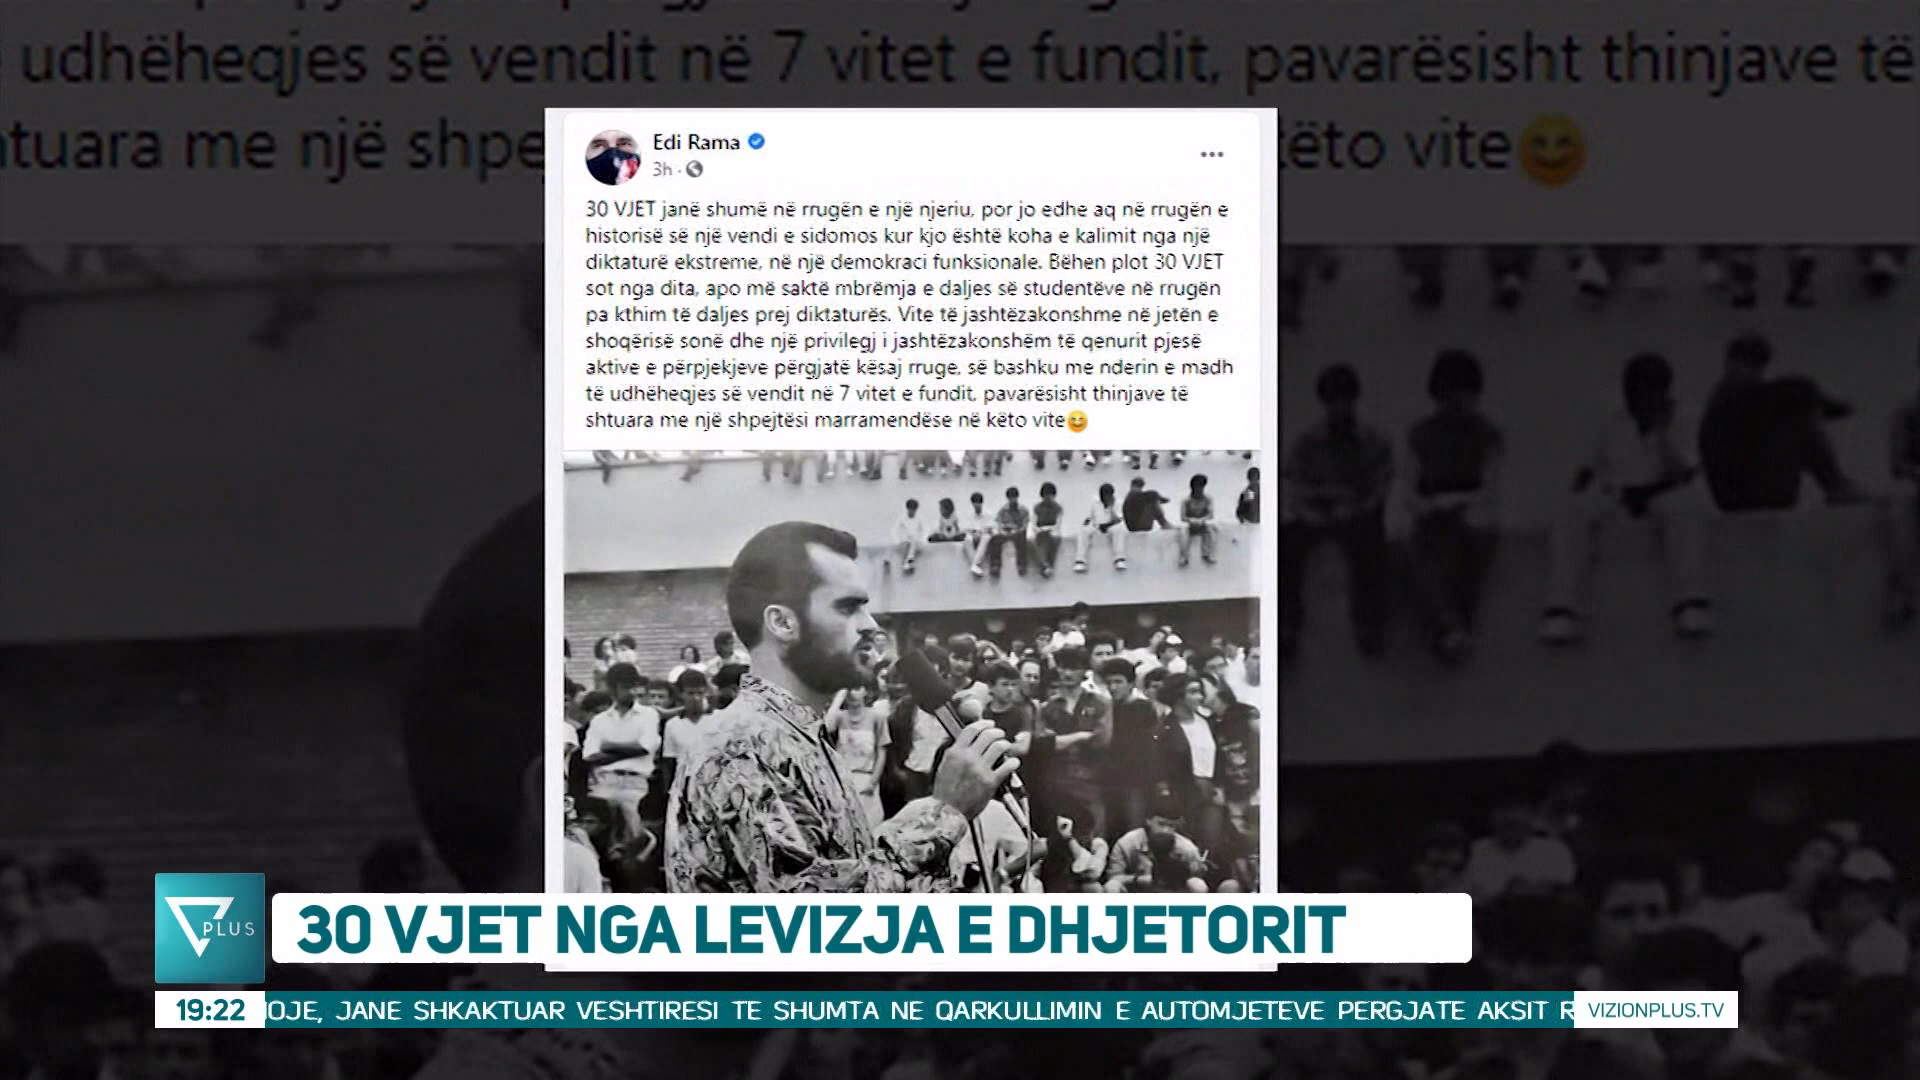 udhëheqjes së vendit në 7 vitet e fundit, pavarësisht thinjave të
shtuara me një shpe
këto vite😊
Edi Rama
3h ·
30 VJET janë shumë në rrugën e një njeriu, por jo edhe aq në rrugën e
historisë së një vendi e sidomos kur kjo është koha e kalimit nga një
diktaturë ekstreme, në një demokraci funksionale. Bëhen plot 30 VJET
sot nga dita, apo më saktë mbrëmja e daljes së studentëve në rrugën
pa kthim të daljes prej diktaturës. Vite të jashtëzakonshme në jetën e
shoqërisë sonë dhe një privilegj i jashtëzakonshëm të qenurit pjesë
aktive e përpjekjeve përgjatë kësaj rruge, së bashku me nderin e madh
të udhëheqjes së vendit në 7 vitet e fundit, pavarësisht thinjave të
shtuara me një shpejtësi marramendëse në këto vite😊
PLUS
30 VJET NGA LEVIZJA E DHJETORIT
19:22
OJE, JANE SHKAKTUAR VESHTIRESI TE SHUMTA NE QARKULLIMIN E AUTOMJETEVE PERGJATE AKSIT R
VIZIONPLUS.TV